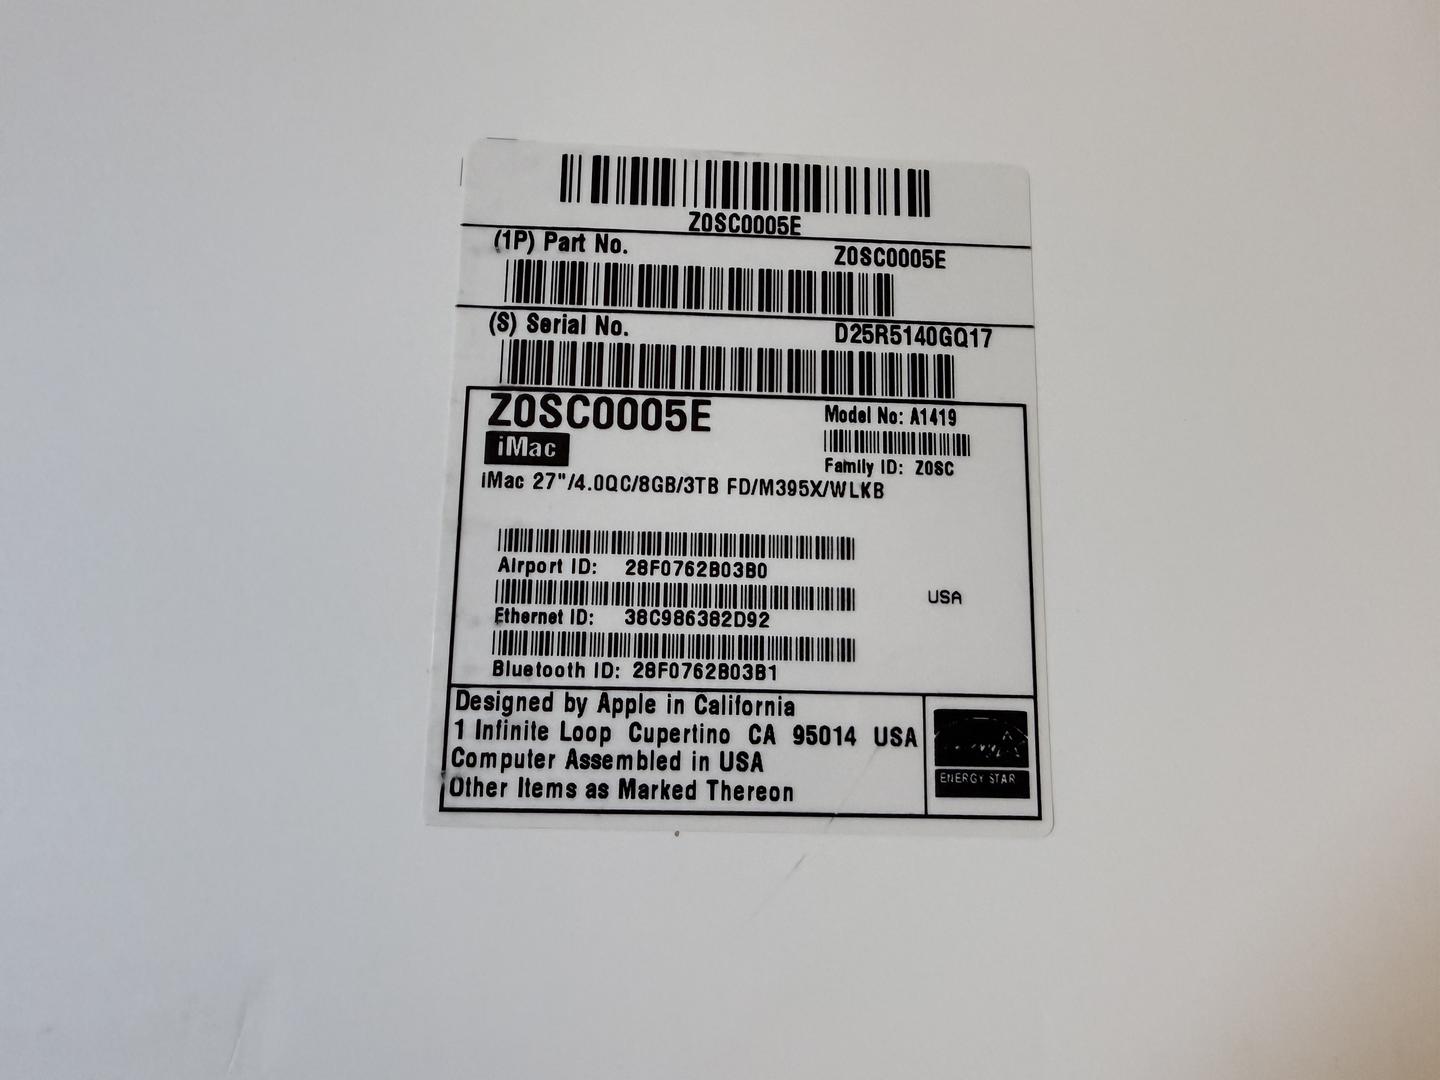 Z0SC0005E
(1P) Part No. Z0SC0005E
(S) Serial No. D25R5140GQ17
Z0SC0005E
Model No: A1419
iMac
Family ID: Z0SC
iMac 27"/4.0QC/8GB/3TB FD/M395X/WLKB
Airport ID: 28F0762B03B0
USA
Ethernet ID: 38C986382D92
Bluetooth ID: 28F0762B03B1
Designed by Apple in California
1 Infinite Loop Cupertino CA 95014 USA
Computer Assembled in USA
Other Items as Marked Thereon
ENERGY STAR